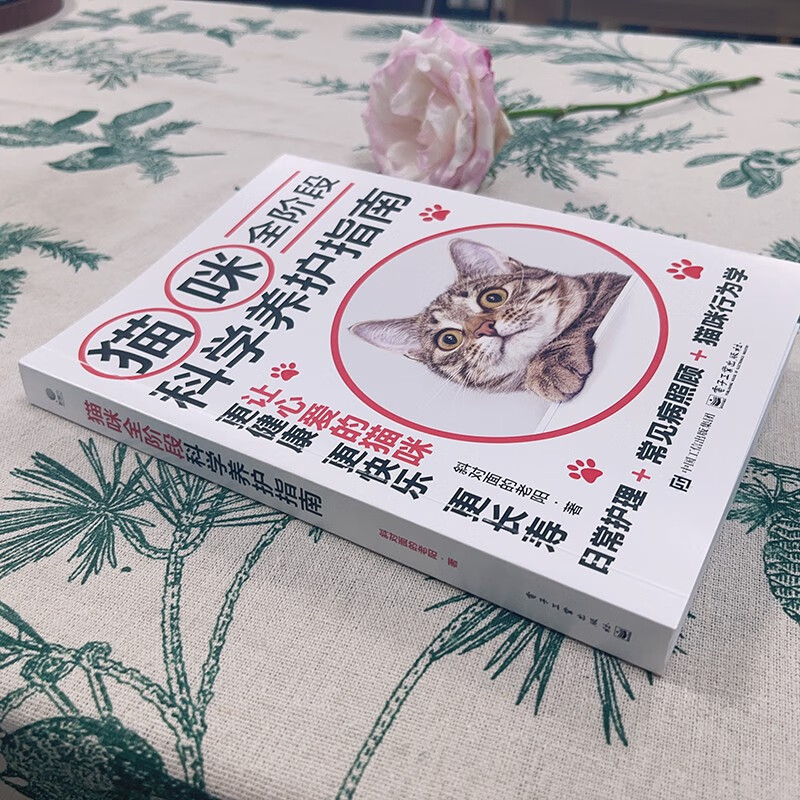 猫咪全阶段
科学养护指南
让心爱的猫咪
更健康 更快乐 更长寿
斜对面的老阳·著
日常护理+常见病照顾+猫咪行为学
中国工信出版集团
电子工业出版社
猫咪全阶段科学养护指南
斜对面的老阳·著
电子工业出版社